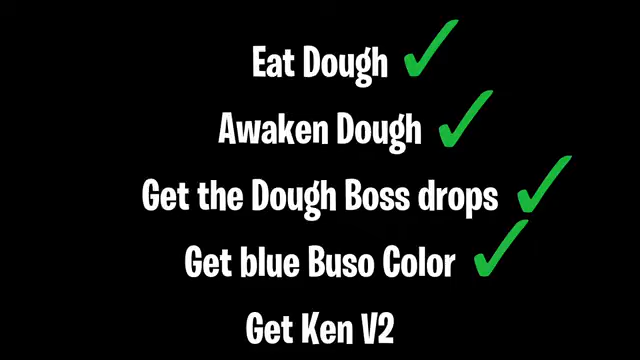 Eat Dough
Awaken Dough
Get the Dough Boss drops
Get blue Buso Color
Get Ken V2